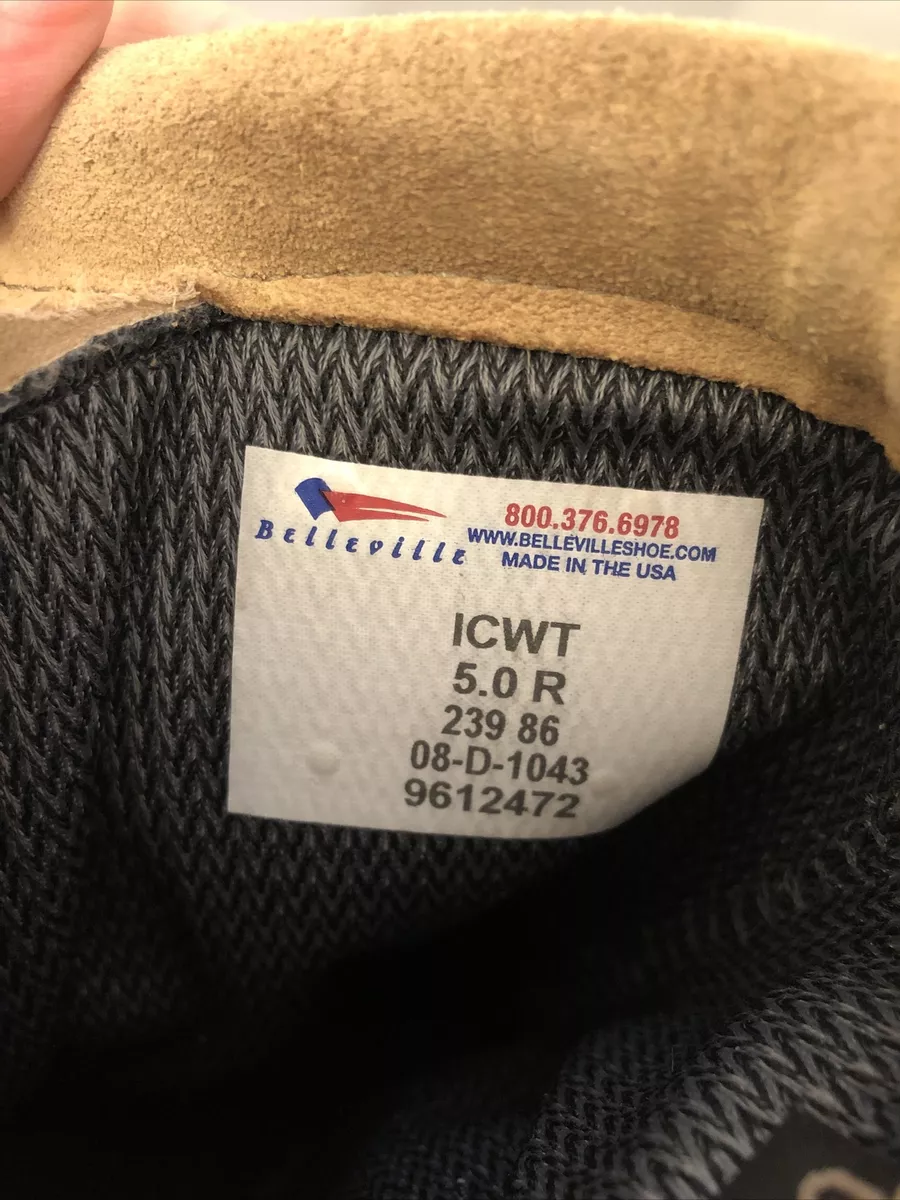 Belleville
800.376.6978
WWW.BELLEVILLESHOE.COM
MADE IN THE USA
ICWT
5.0 R
239 86
08-D-1043
9612472